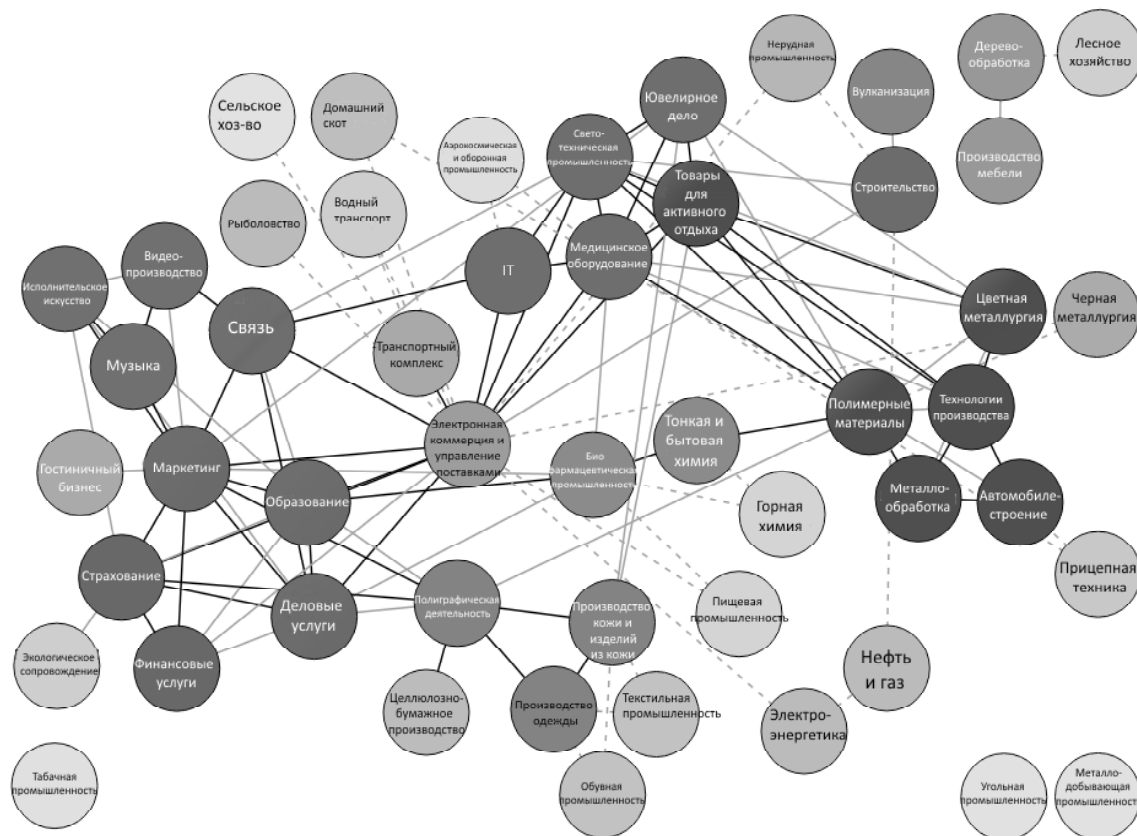 Нерудная
промышленность
Дерево-
обработка
Лесное
хозяйство
Сельское
хоз-во
Домашний
скот
Ювелирное
дело
Вулканизация
Аэрокосмическая
и оборонная
промышленность
Свето-
техническая
промышленность
Производство
мебели
Товары
для
активного
отдыха
Строительство
Рыболовство
Водный
транспорт
Видео-
производство
IT
Медицинское
оборудование
Исполнительское
искусство
Связь
Цветная
металлургия
Черная
металлургия
Музыка
Транспортный
комплекс
Полимерные
материалы
Технологии
производства
Электронная
коммерция и
управление
поставками
Тонкая и
бытовая
химия
Гостиничный
бизнес
Маркетинг
Био
фармацевтическая
промышленность
Образование
Металло-
обработка
Автомобиле-
строение
Горная
химия
Страхование
Прицепная
техника
Деловые
услуги
Полиграфическая
деятельность
Производство
кожи и
изделий
из кожи
Пищевая
промышленность
Экологическое
сопровождение
Финансовые
услуги
Нефть
и газ
Целлюлозно-
бумажное
производство
Производство
одежды
Текстильная
промышленность
Электро-
энергетика
Табачная
промышленность
Обувная
промышленность
Угольная
промышленность
Металло-
добывающая
промышленность